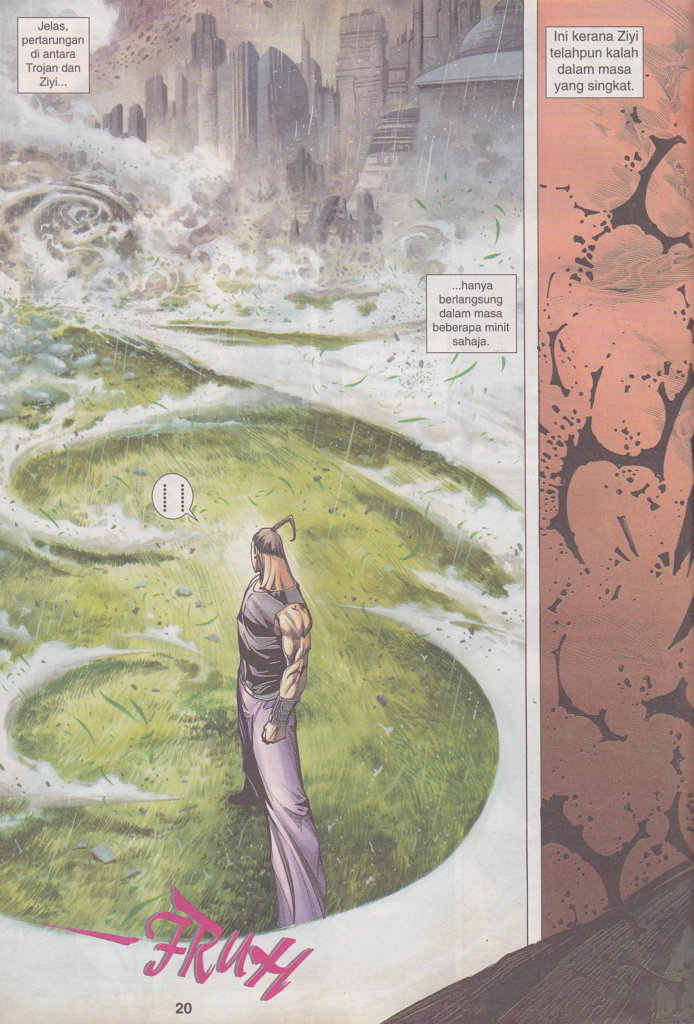 Jelas,
pertarungan
di antara
Trojan dan
Ziyi...
...hanya
berlangsung
dalam masa
beberapa minit
sahaja.
Ini kerana Ziyi
telahpun kalah
dalam masa
yang singkat.
FRUH
20